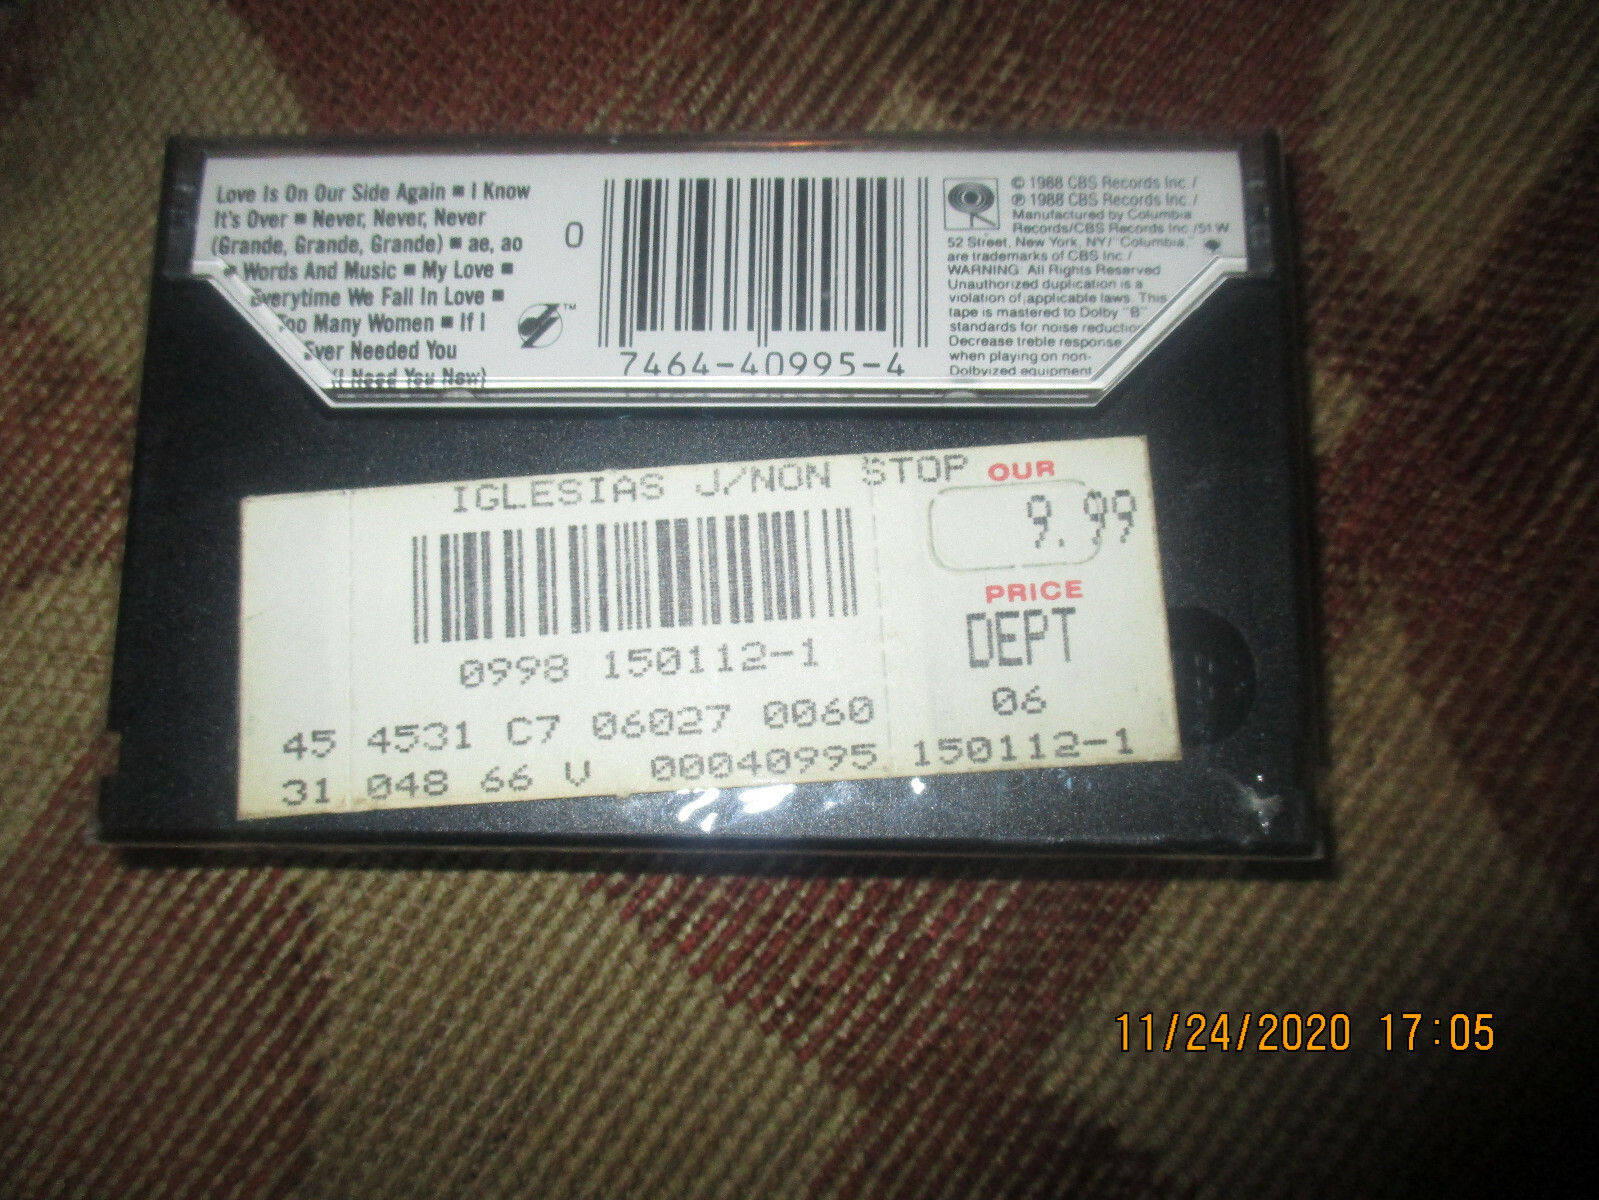 Love Is On Our Side Again ■ I Know
It's Over ■ Never, Never, Never
(Grande, Grande, Grande) ■ ae, ao
■ Words And Music ■ My Love ■
Everytime We Fall In Love ■
Too Many Women ■ If I
Ever Needed You
(I Need You Now)
TM
0
7464-40995-4
© 1988 CBS Records Inc./
℗ 1988 CBS Records Inc./
Manufactured by Columbia
Records/CBS Records Inc./51 W.
52 Street, New York, NY/"Columbia,"
are trademarks of CBS Inc./
WARNING: All Rights Reserved.
Unauthorized duplication is a
violation of applicable laws. This
tape is mastered to Dolby "B"
standards for noise reduction
Decrease treble response
when playing on non-
Dolbyized equipment
IGLESIAS J/NON STOP
OUR
9.99
PRICE
DEPT
06
0998 150112-1
45 4531 C7 06027 0060
31 048 66 V 00040995 150112-1
11/24/2020 17:05